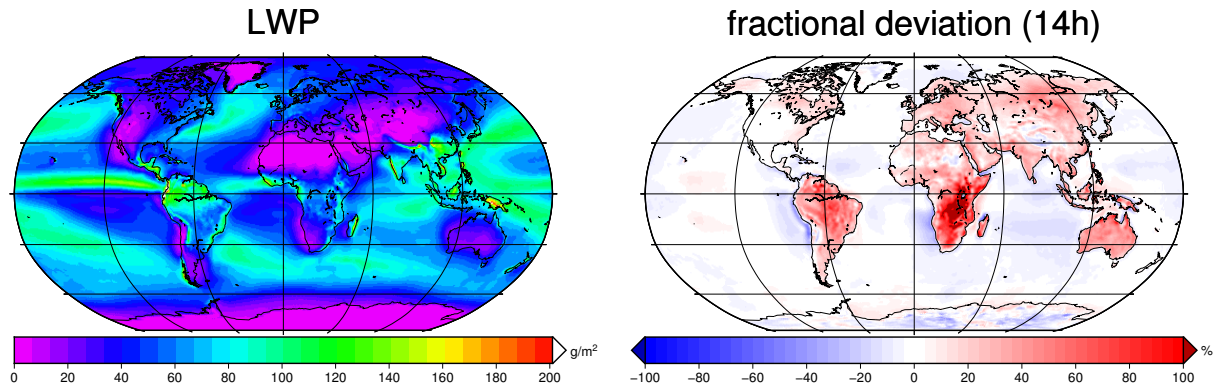 LWP
fractional deviation (14h)
0 20 40 60 80 100 120 140 160 180 200 g/m²
−100 −80 −60 −40 −20 0 20 40 60 80 100 %